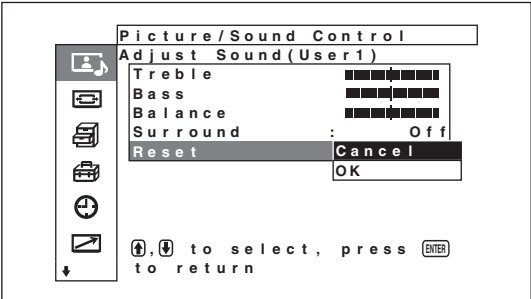 Picture/Sound Control
Adjust Sound(User1)
Treble
Bass
Balance
Surround : Off
Reset Cancel
OK
, to select, press ENTER
to return